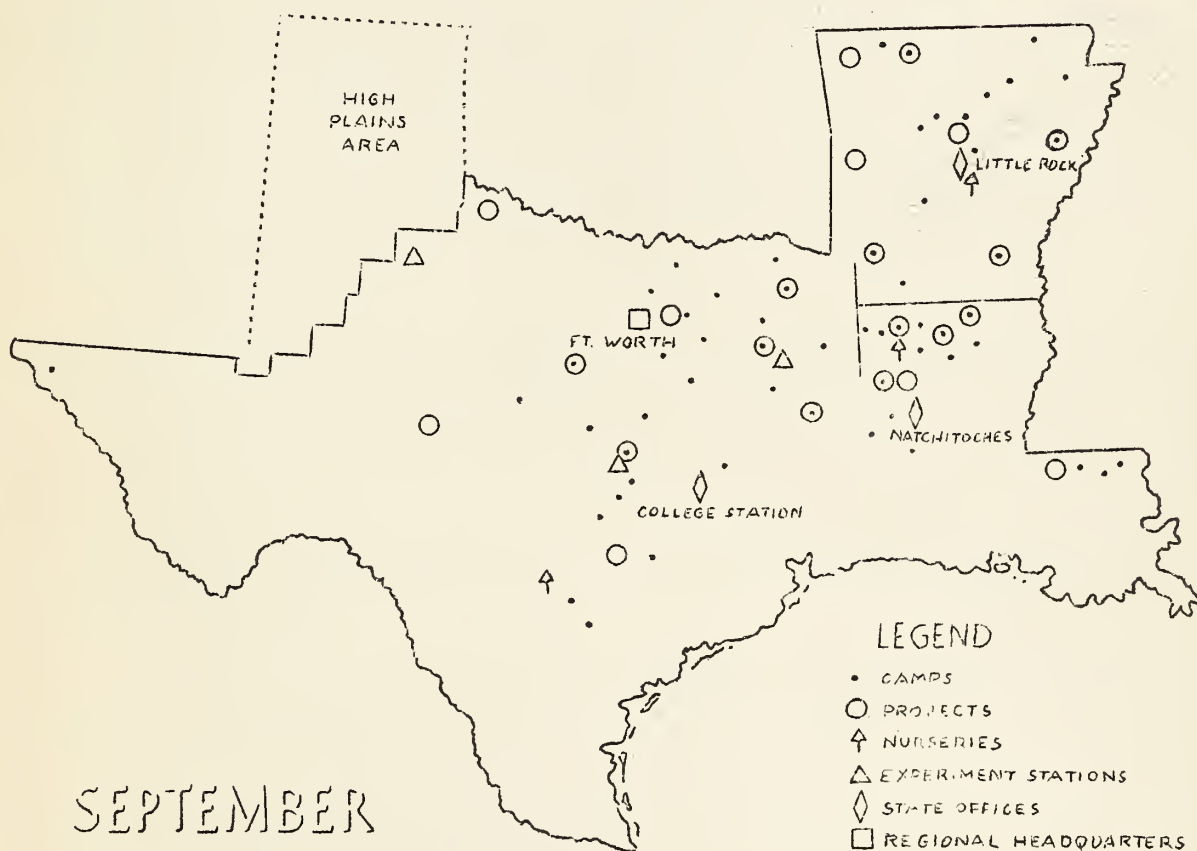 HIGH
PLAINS
AREA
LITTLE ROCK
FT. WORTH
NATCHITOCHES
COLLEGE STATION
LEGEND
CAMPS
PROJECTS
NURSERIES
EXPERIMENT STATIONS
STATE OFFICES
REGIONAL HEADQUARTERS
SEPTEMBER